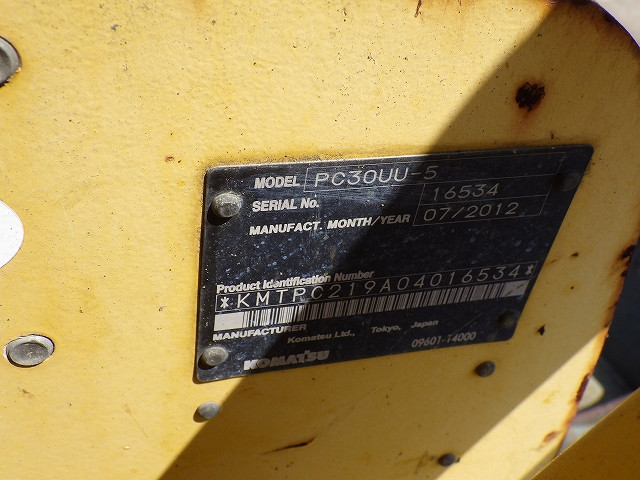 MODEL PC30UU-5
SERIAL No. 16534
MANUFACT. MONTH/YEAR 07/2012
Product Identification Number
*KMTPC219A04016534*
MANUFACTURER
Komatsu Ltd., Tokyo, Japan
09601-14000
KOMATSU